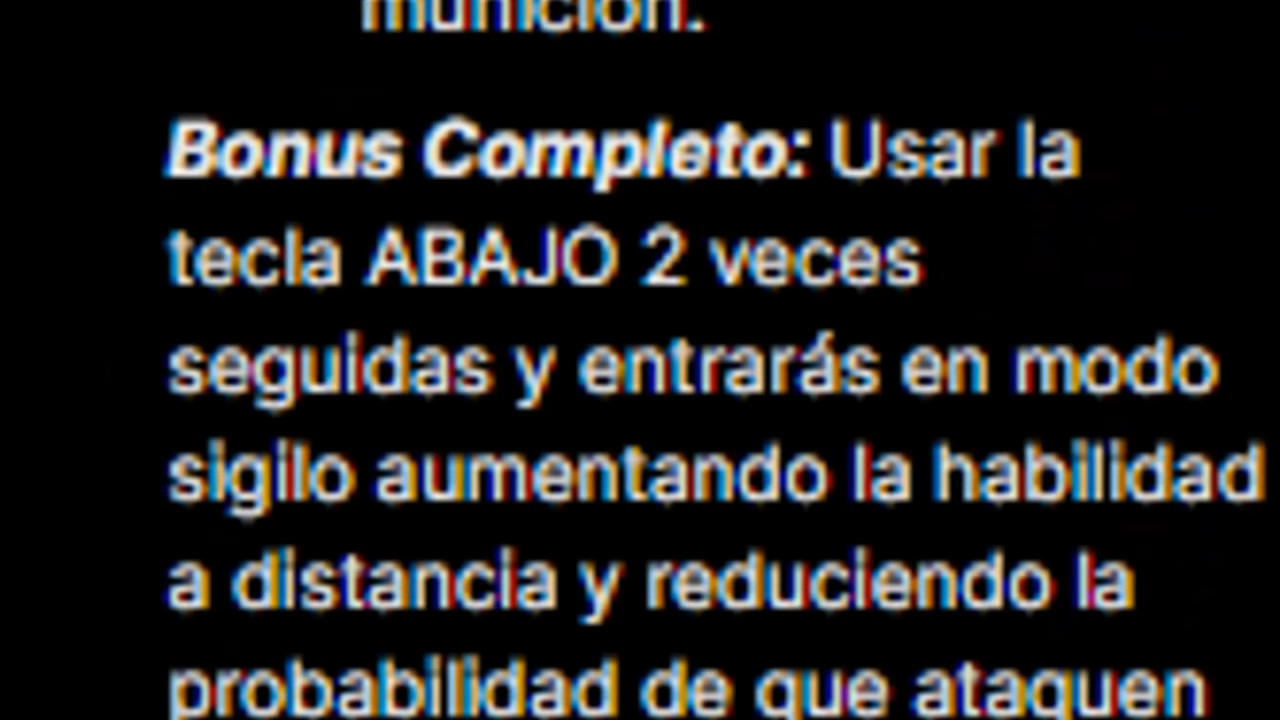 munición.
Bonus Completo: Usar la
tecla ABAJO 2 veces
seguidas y entrarás en modo
sigilo aumentando la habilidad
a distancia y reduciendo la
probabilidad de que ataquen